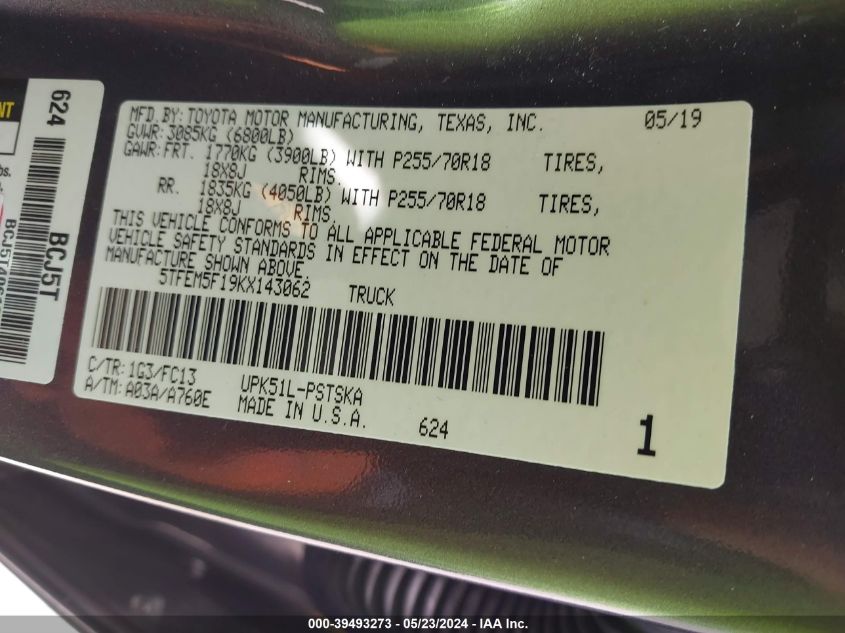 MFD.BY: TOYOTA MOTOR MANUFACTURING, TEXAS, INC. 05/19
GVWR: 3085KG (6800LB)
GAWR: FRT. 1770KG (3900LB) WITH P255/70R18 TIRES,
18X8J RIMS.
RR. 1835KG (4050LB) WITH P255/70R18 TIRES,
18X8J RIMS.
THIS VEHICLE CONFORMS TO ALL APPLICABLE FEDERAL MOTOR
VEHICLE SAFETY STANDARDS IN EFFECT ON THE DATE OF
MANUFACTURE SHOWN ABOVE.
5TFEM5F19KX143062 TRUCK
C/TR: 1G3/FC13 UPK51L-PSTSKA
A/TM: A03A/A760E MADE IN U.S.A. 624 1
624
BCJ5T
000-39493273 - 05/23/2024 - IAA Inc.